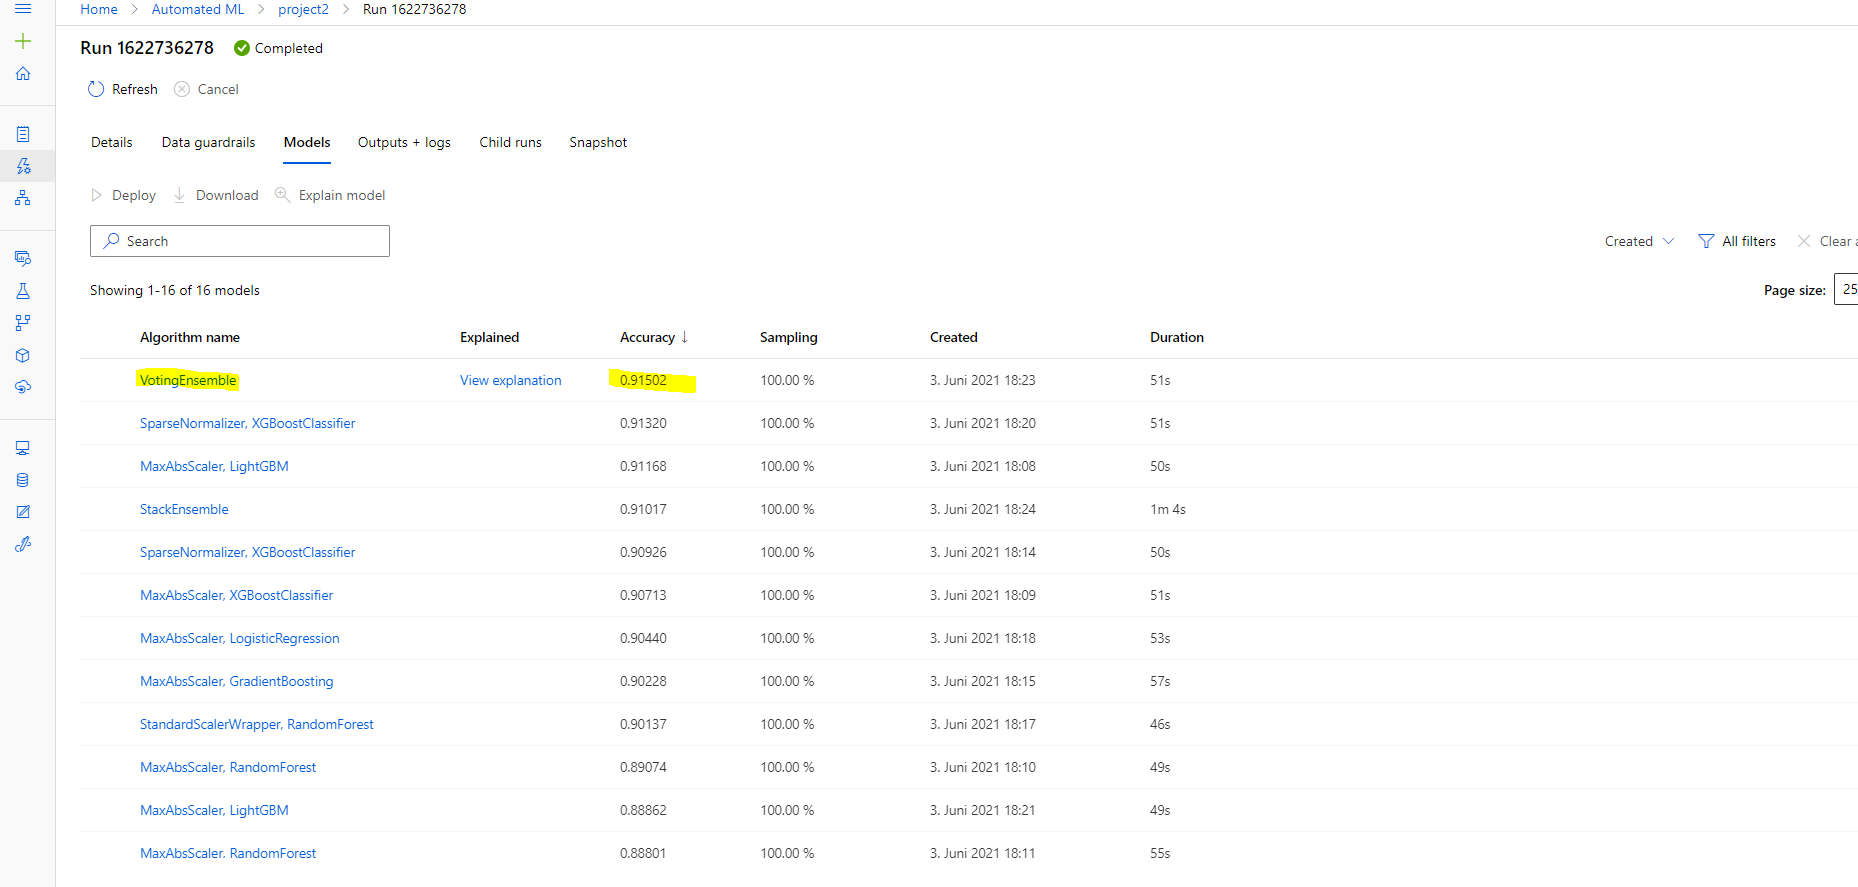 Home > Automated ML > project2 > Run 1622736278
Run 1622736278 Completed
Refresh Cancel
Details Data guardrails Models Outputs + logs Child runs Snapshot
Deploy Download Explain model
Search Created All filters Clear a
Showing 1-16 of 16 models Page size: 25
Algorithm name Explained Accuracy ↓ Sampling Created Duration
VotingEnsemble View explanation 0.91502 100.00 % 3. Juni 2021 18:23 51s
SparseNormalizer, XGBoostClassifier 0.91320 100.00 % 3. Juni 2021 18:20 51s
MaxAbsScaler, LightGBM 0.91168 100.00 % 3. Juni 2021 18:08 50s
StackEnsemble 0.91017 100.00 % 3. Juni 2021 18:24 1m 4s
SparseNormalizer, XGBoostClassifier 0.90926 100.00 % 3. Juni 2021 18:14 50s
MaxAbsScaler, XGBoostClassifier 0.90713 100.00 % 3. Juni 2021 18:09 51s
MaxAbsScaler, LogisticRegression 0.90440 100.00 % 3. Juni 2021 18:18 53s
MaxAbsScaler, GradientBoosting 0.90228 100.00 % 3. Juni 2021 18:15 57s
StandardScalerWrapper, RandomForest 0.90137 100.00 % 3. Juni 2021 18:17 46s
MaxAbsScaler, RandomForest 0.89074 100.00 % 3. Juni 2021 18:10 49s
MaxAbsScaler, LightGBM 0.88862 100.00 % 3. Juni 2021 18:21 49s
MaxAbsScaler, RandomForest 0.88801 100.00 % 3. Juni 2021 18:11 55s